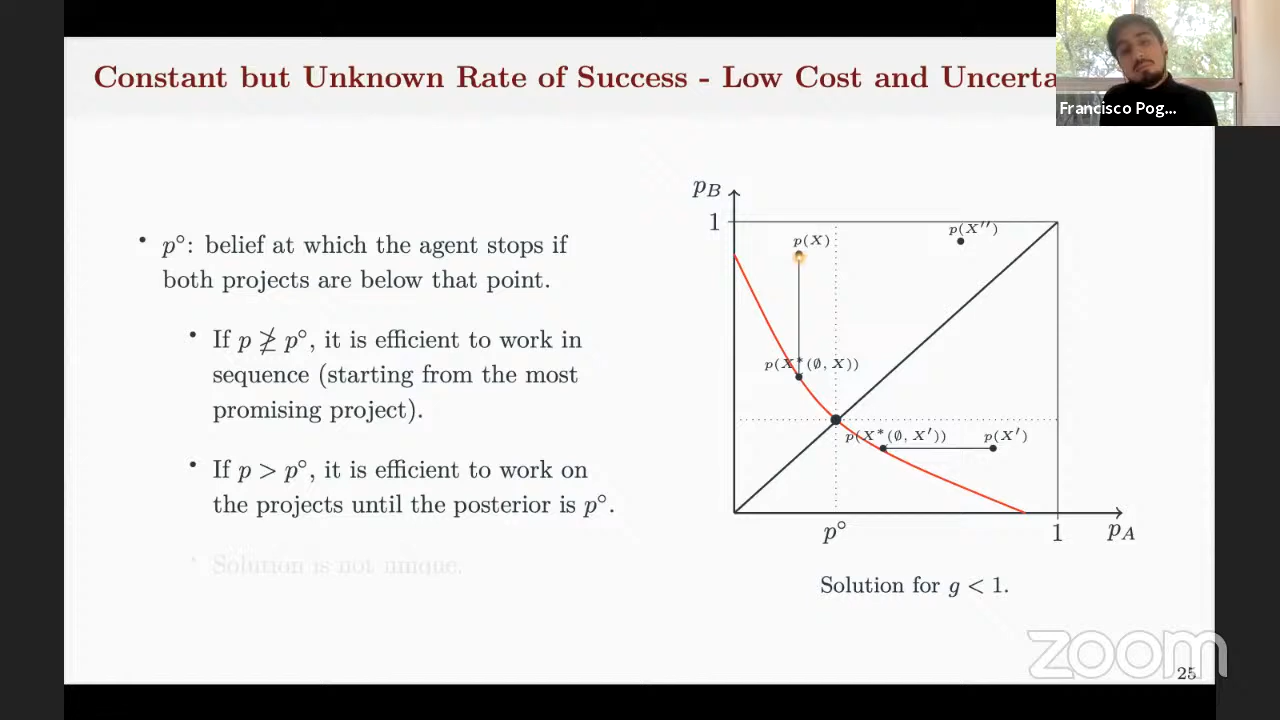 Constant but Unknown Rate of Success - Low Cost and Uncerta
Francisco Pog...
• p°: belief at which the agent stops if
both projects are below that point.
• If p ≱ p°, it is efficient to work in
sequence (starting from the most
promising project).
• If p > p°, it is efficient to work on
the projects until the posterior is p°.
• Solution is not unique.
p_B
1
p(X)
p(X'')
p(X*(∅, X))
p(X*(∅, X'))
p(X')
p°
1
p_A
Solution for g < 1.
zoom
25